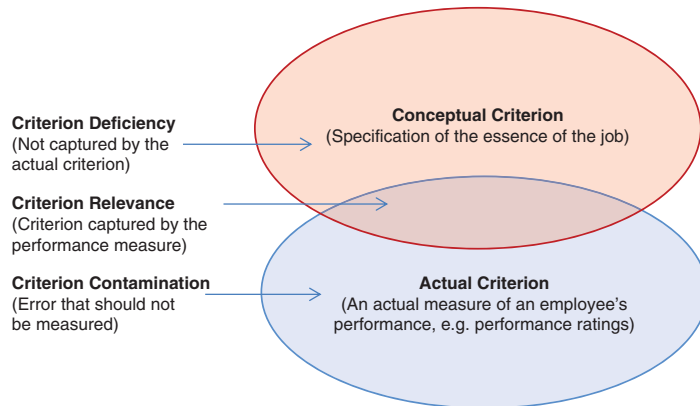 Criterion Deficiency
(Not captured by the
actual criterion)
Conceptual Criterion
(Specification of the essence of the job)
Criterion Relevance
(Criterion captured by the
performance measure)
Criterion Contamination
(Error that should not
be measured)
Actual Criterion
(An actual measure of an employee's
performance, e.g. performance ratings)